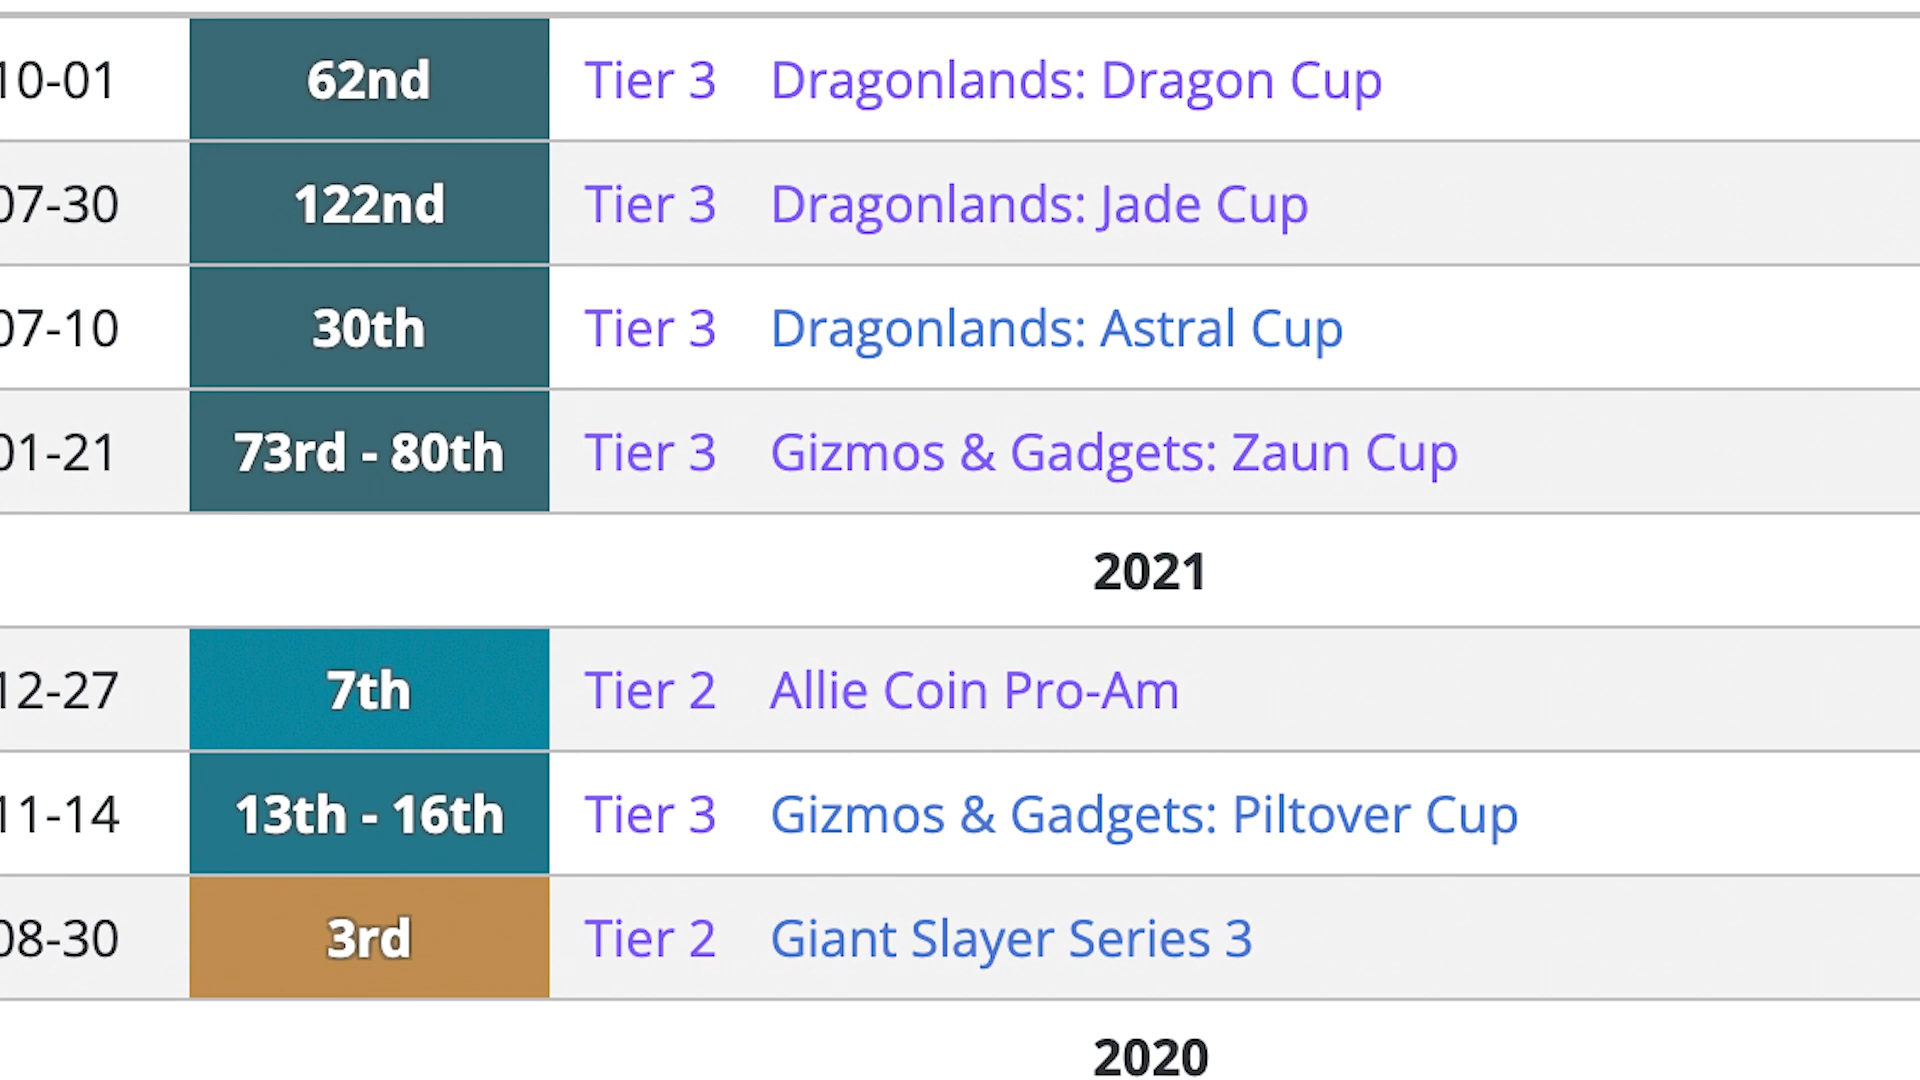 10-01 62nd Tier 3 Dragonlands: Dragon Cup
07-30 122nd Tier 3 Dragonlands: Jade Cup
07-10 30th Tier 3 Dragonlands: Astral Cup
01-21 73rd - 80th Tier 3 Gizmos & Gadgets: Zaun Cup
2021
12-27 7th Tier 2 Allie Coin Pro-Am
11-14 13th - 16th Tier 3 Gizmos & Gadgets: Piltover Cup
08-30 3rd Tier 2 Giant Slayer Series 3
2020